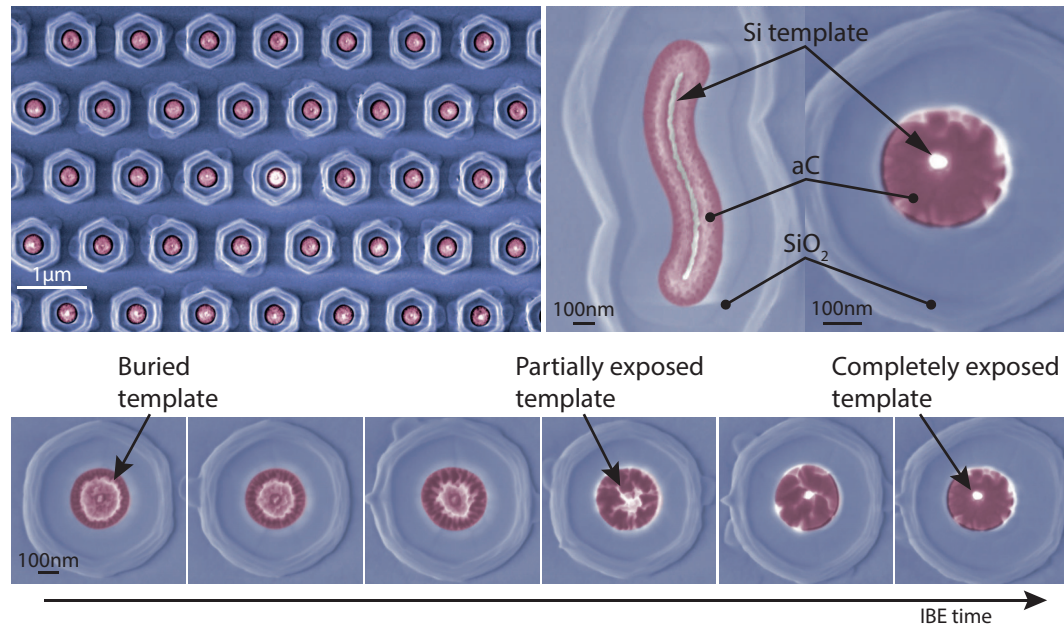 1µm
Si template
aC
SiO2
100nm
100nm
Buried
template
Partially exposed
template
Completely exposed
template
100nm
IBE time